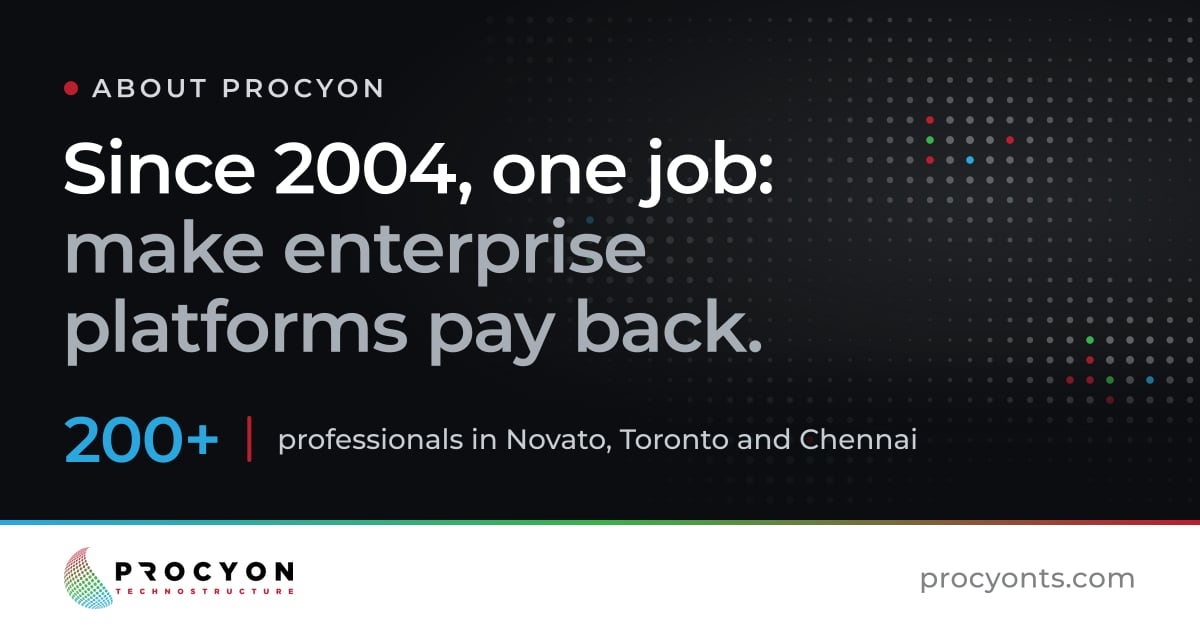 ABOUT PROCYON
Since 2004, one job:
make enterprise
platforms pay back.
200+ professionals in Novato, Toronto and Chennai
PROCYON
TECHNOSTRUCTURE
procyonts.com